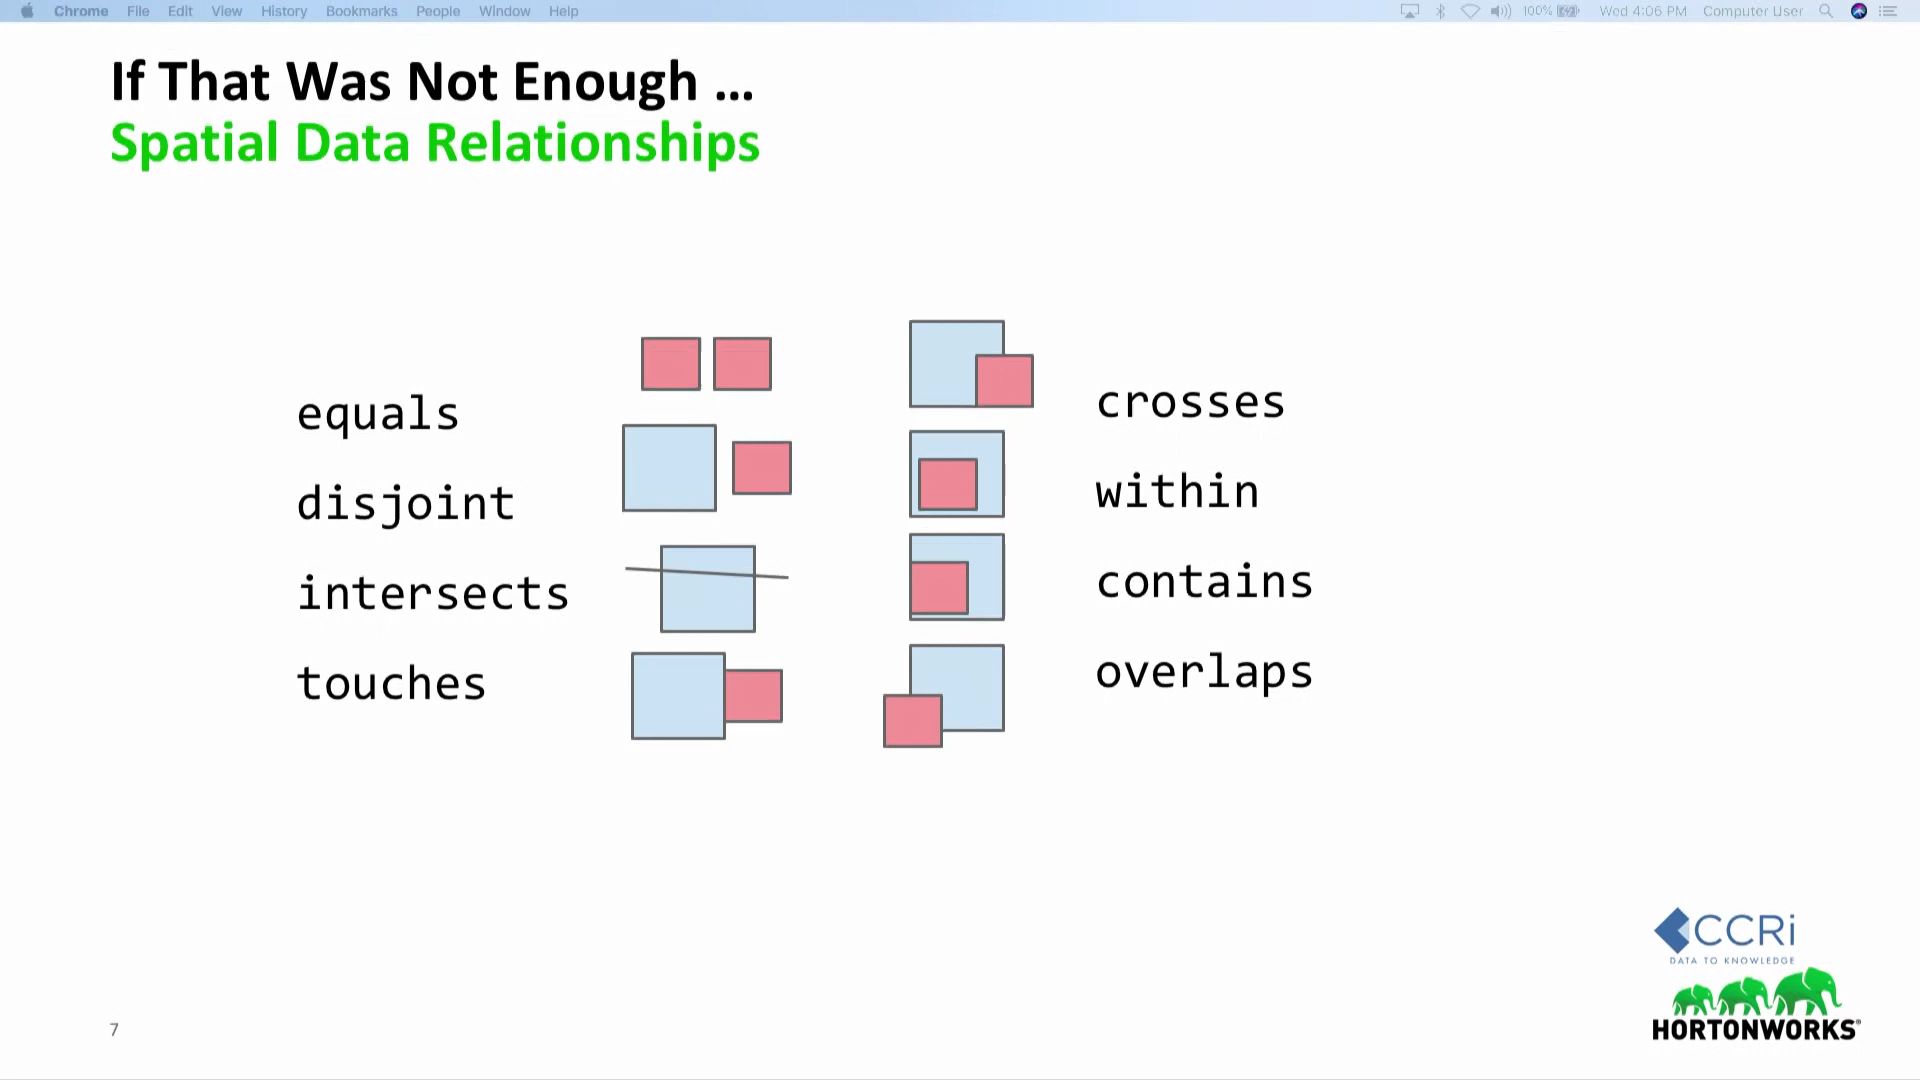 Chrome File Edit View History Bookmarks People Window Help 100% Wed 4:06 PM Computer User
If That Was Not Enough ...
Spatial Data Relationships
equals
disjoint
intersects
touches
crosses
within
contains
overlaps
CCRi
DATA TO KNOWLEDGE
HORTONWORKS®
7